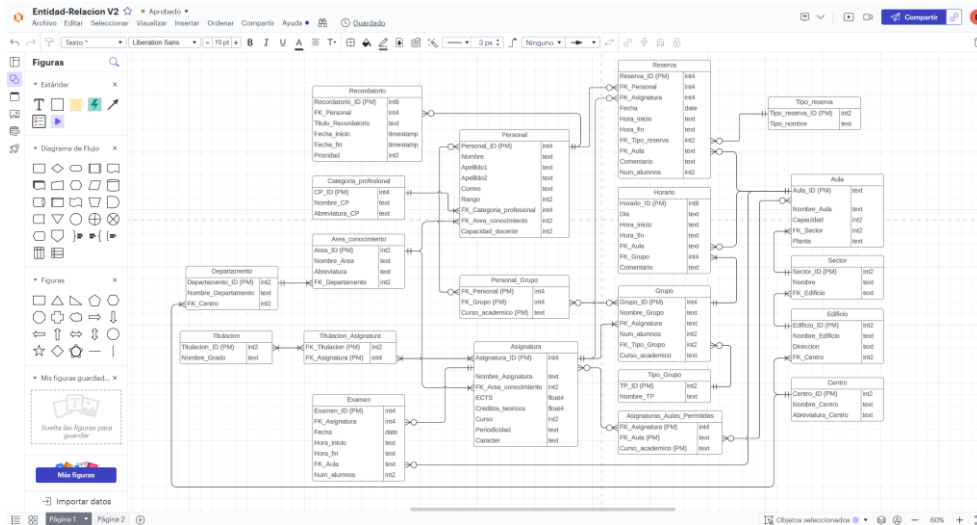 Entidad-Relacion V2 Aprobado
Archivo Editar Seleccionar Visualizar Insertar Ordenar Compartir Ayuda Guardado
Compartir
Texto Liberation Sans 10 pt B I U A 3 px Ninguno
Figuras
Estándar
Diagrama de Flujo
Figuras
Mis figuras guardad...
Suelta las figuras para guardar
Más figuras
Importar datos
Página 1 Página 2
Objetos seleccionados 0
60%
Recordatorio
Recordatorio_ID (PM) int8
FK_Personal int4
Titulo_Recordatorio text
Fecha_inicio timestamp
Fecha_fin timestamp
Prioridad int2
Categoria_profesional
CP_ID (PM) int4
Nombre_CP text
Abreviatura_CP text
Area_conocimiento
Area_ID (PM) int2
Nombre_Area text
Abreviatura text
FK_Departamento int2
Departamento
Departamento_ID (PM) int2
Nombre_Departamento text
FK_Centro int2
Titulacion
Titulacion_ID (PM) int2
Nombre_Grado text
Titulacion_Asignatura
FK_Titulacion (PM) int2
FK_Asignatura (PM) int4
Examen
Examen_ID (PM) int4
FK_Asignatura int4
Fecha date
Hora_inicio text
Hora_fin text
FK_Aula text
Num_alumnos int2
Personal
Personal_ID (PM) int4
Nombre text
Apellido1 text
Apellido2 text
Correo text
Rango int2
FK_Categoria_profesional int4
FK_Area_conocimiento int2
Capacidad_docente int2
Personal_Grupo
FK_Personal (PM) int4
FK_Grupo (PM) int4
Curso_academico (PM) text
Asignatura
Asignatura_ID (PM) int4
Nombre_Asignatura text
FK_Area_conocimiento int2
ECTS float4
Creditos_teoricos float4
Curso int2
Periodicidad text
Caracter text
Reserva
Reserva_ID (PM) int4
FK_Personal int4
FK_Asignatura int4
Fecha date
Hora_inicio text
Hora_fin text
FK_Tipo_reserva int2
FK_Aula text
Comentario text
Num_alumnos int2
Horario
Horario_ID (PM) int8
Dia text
Hora_inicio text
Hora_fin text
FK_Aula text
FK_Grupo int4
Comentario text
Grupo
Grupo_ID (PM) int4
Nombre_Grupo text
FK_Asignatura text
Num_alumnos int2
FK_Tipo_Grupo int2
Curso_academico text
Tipo_Grupo
TP_ID (PM) int2
Nombre_TP text
Asignaturas_Aulas_Permitidas
FK_Asignatura (PM) int4
FK_Aula (PM) text
Curso_academico (PM) text
Tipo_reserva
Tipo_reserva_ID (PM) int2
Tipo_nombre text
Aula
Aula_ID (PM) text
Nombre_Aula text
Capacidad int2
FK_Sector int2
Planta text
Sector
Sector_ID (PM) int2
Nombre text
FK_Edificio text
Edificio
Edificio_ID (PM) int2
Nombre_Edificio text
Direccion text
FK_Centro int2
Centro
Centro_ID (PM) int2
Nombre_Centro text
Abreviatura_Centro text